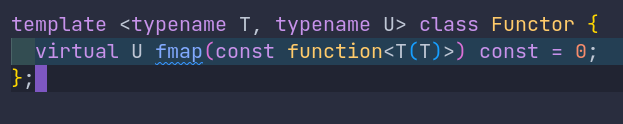 template <typename T, typename U> class Functor {
  virtual U fmap(const function<T(T)>) const = 0;
};